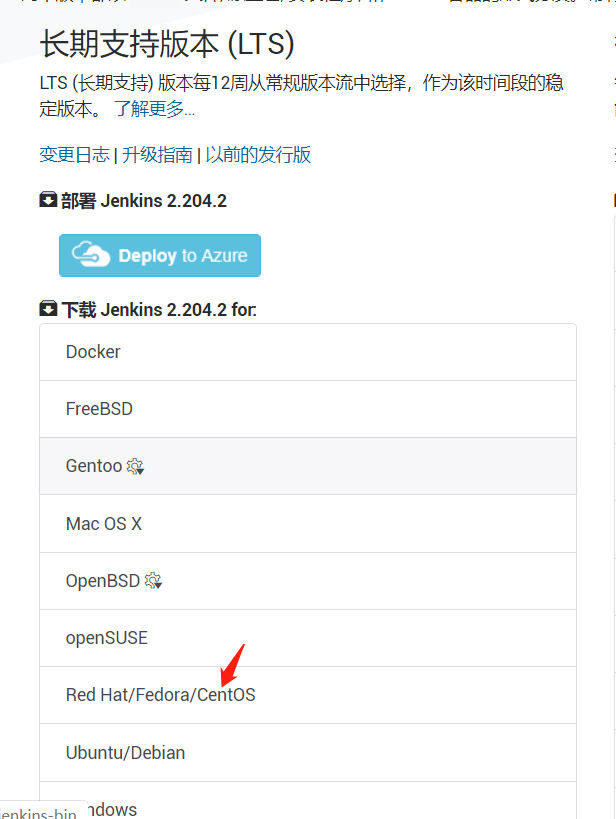 长期支持版本 (LTS)
LTS (长期支持) 版本每12周从常规版本流中选择，作为该时间段的稳
定版本。 了解更多…
变更日志 | 升级指南 | 以前的发行版
部署 Jenkins 2.204.2
Deploy to Azure
下载 Jenkins 2.204.2 for:
Docker
FreeBSD
Gentoo
Mac OS X
OpenBSD
openSUSE
Red Hat/Fedora/CentOS
Ubuntu/Debian
ndows
jenkins-bin